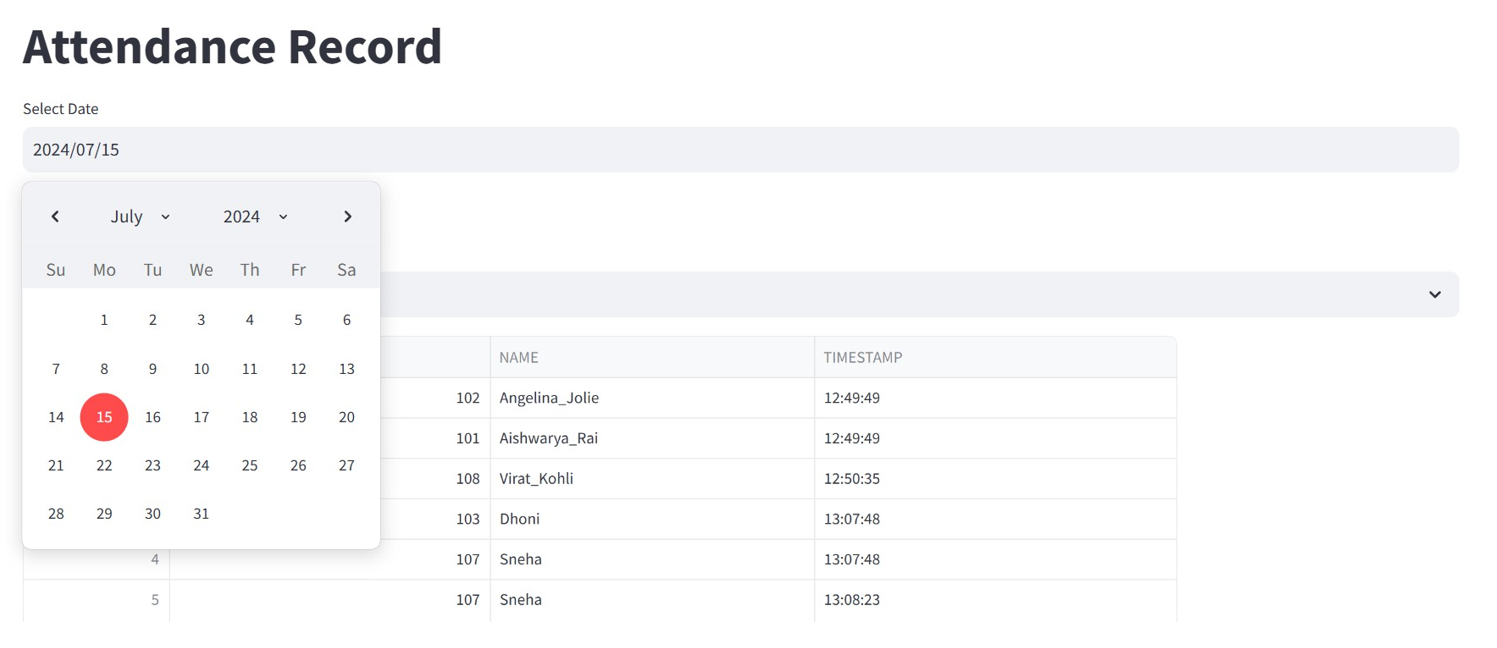 Attendance Record
Select Date
2024/07/15
July 2024
Su Mo Tu We Th Fr Sa
1 2 3 4 5 6
7 8 9 10 11 12 13
14 15 16 17 18 19 20
21 22 23 24 25 26 27
28 29 30 31
NAME TIMESTAMP
102 Angelina_Jolie 12:49:49
101 Aishwarya_Rai 12:49:49
108 Virat_Kohli 12:50:35
103 Dhoni 13:07:48
4 107 Sneha 13:07:48
5 107 Sneha 13:08:23